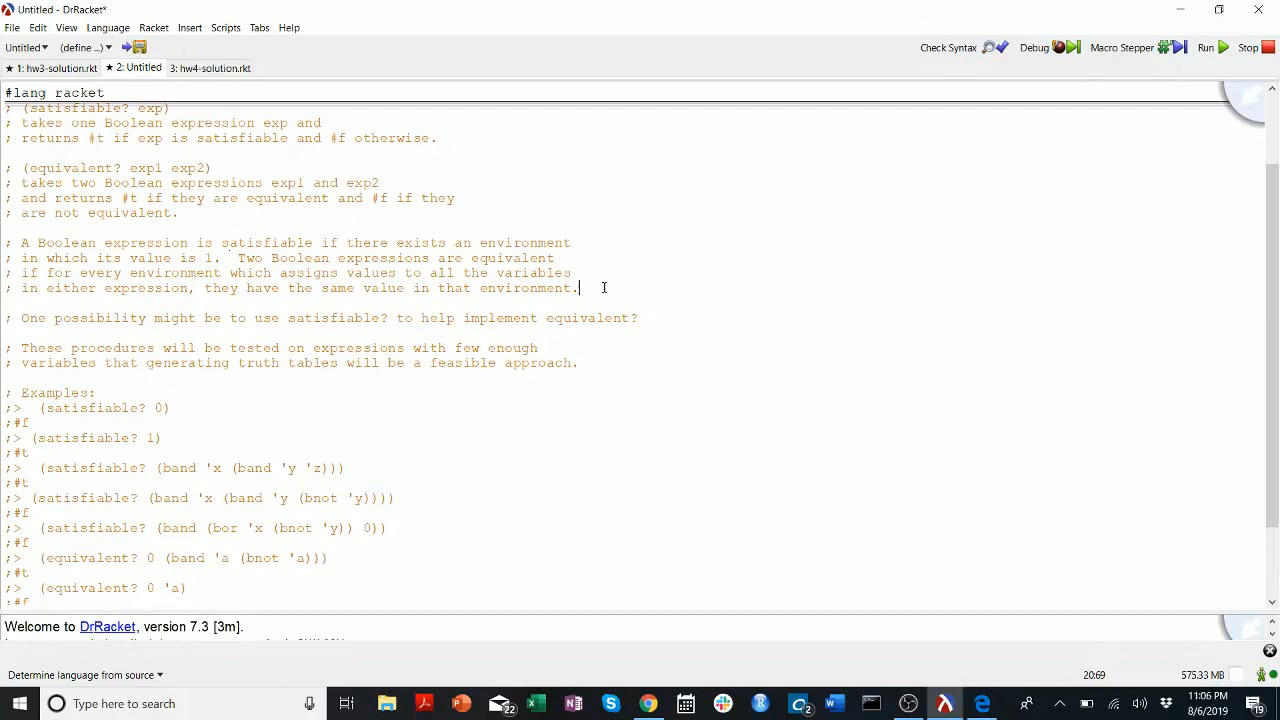 Untitled - DrRacket*
File Edit View Language Racket Insert Scripts Tabs Help
Untitled▾ (define ...)▾ Check Syntax Debug Macro Stepper Run Stop
★ 1: hw3-solution.rkt ★ 2: Untitled 3: hw4-solution.rkt
#lang racket
; (satisfiable? exp)
; takes one Boolean expression exp and
; returns #t if exp is satisfiable and #f otherwise.
; (equivalent? exp1 exp2)
; takes two Boolean expressions exp1 and exp2
; and returns #t if they are equivalent and #f if they
; are not equivalent.
; A Boolean expression is satisfiable if there exists an environment
; in which its value is 1.  Two Boolean expressions are equivalent
; if for every environment which assigns values to all the variables
; in either expression, they have the same value in that environment.
; One possibility might be to use satisfiable? to help implement equivalent?
; These procedures will be tested on expressions with few enough
; variables that generating truth tables will be a feasible approach.
; Examples:
;>  (satisfiable? 0)
;#f
;> (satisfiable? 1)
;#t
;>  (satisfiable? (band 'x (band 'y 'z)))
;#t
;> (satisfiable? (band 'x (band 'y (bnot 'y))))
;#f
;>  (satisfiable? (band (bor 'x (bnot 'y)) 0))
;#f
;>  (equivalent? 0 (band 'a (bnot 'a)))
;#t
;>  (equivalent? 0 'a)
;#f
Welcome to DrRacket, version 7.3 [3m].
Determine language from source▾ 20:69 575.33 MB
Type here to search 22 2 11:06 PM
8/6/2019 19